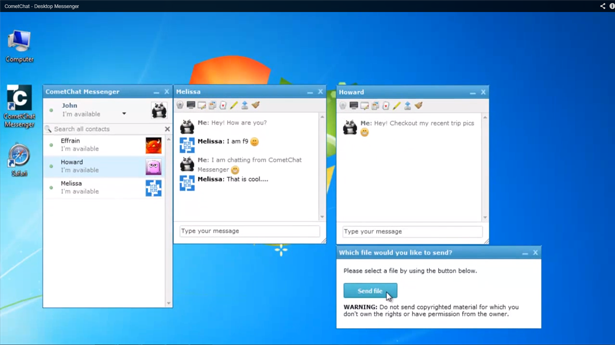 CometChat - Desktop Messenger
Computer
CometChat
Messenger
Safari
CometChat Messenger
John
I'm available
Search all contacts
Effrain
I'm available
Howard
I'm available
Melissa
I'm available
Melissa
Me: Hey! How are you?
Melissa: I am f9
Me: I am chatting from CometChat
Messenger
Melissa: That is cool....
Type your message
Howard
Me: Hey! Checkout my recent trip pics
Type your message
Which file would you like to send?
Please select a file by using the button below.
Send file
WARNING: Do not send copyrighted material for which you
don't own the rights or have permission from the owner.